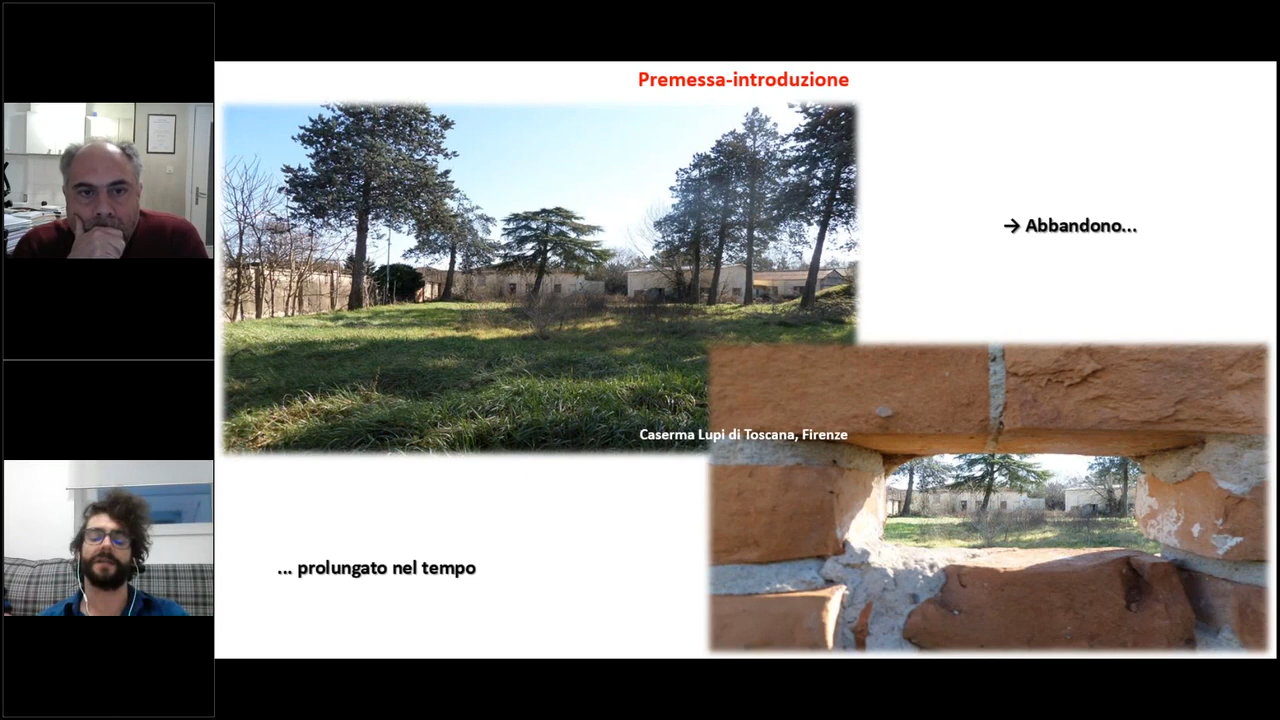 Premessa-introduzione
→ Abbandono...
Caserma Lupi di Toscana, Firenze
... prolungato nel tempo